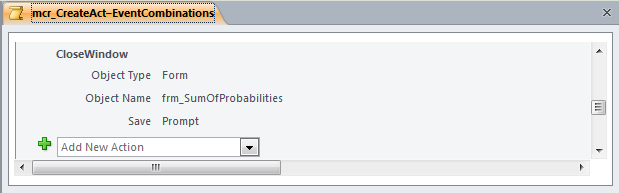 mcr_CreateAct–EventCombinations
CloseWindow
Object Type Form
Object Name frm_SumOfProbabilities
Save Prompt
Add New Action